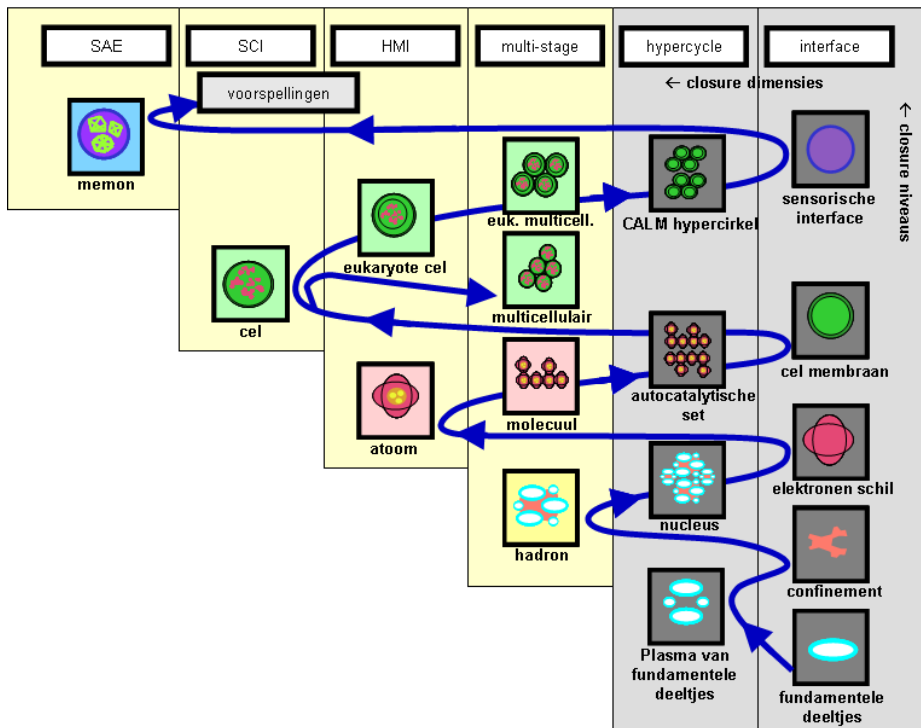 SAE
SCI
HMI
multi-stage
hypercycle
interface
← closure dimensies
voorspellingen
← closure niveaus
memon
euk. multicell.
CALM hypercirkel
sensorische
interface
eukaryote cel
cel
multicellulair
cel membraan
autocatalytische
set
atoom
molecuul
elektronen schil
nucleus
hadron
confinement
Plasma van
fundamentele
deeltjes
fundamentele
deeltjes